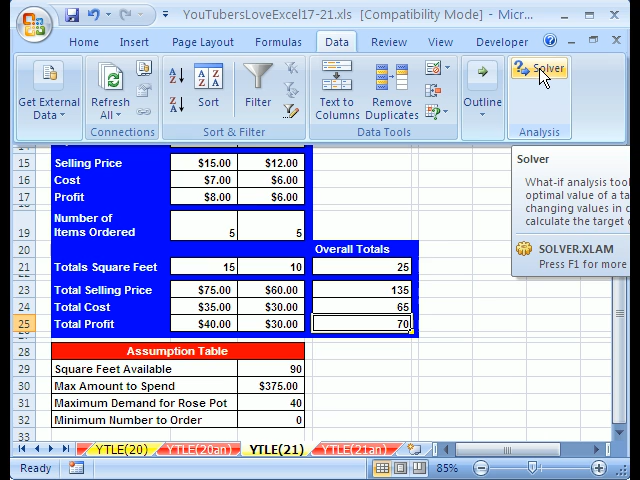 YouTubersLoveExcel17-21.xls [Compatibility Mode] - Micr...
Home Insert Page Layout Formulas Data Review View Developer
Get External Data
Refresh All
Sort
Filter
Text to Columns
Remove Duplicates
Outline
Solver
Connections Sort & Filter Data Tools Analysis
Solver
What-if analysis tool
optimal value of a ta
changing values in c
calculate the target c
SOLVER.XLAM
Press F1 for more
15 Selling Price $15.00 $12.00
16 Cost $7.00 $6.00
17 Profit $8.00 $6.00
Number of
19 Items Ordered 5 5
20 Overall Totals
21 Totals Square Feet 15 10 25
23 Total Selling Price $75.00 $60.00 135
24 Total Cost $35.00 $30.00 65
25 Total Profit $40.00 $30.00 70
28 Assumption Table
29 Square Feet Available 90
30 Max Amount to Spend $375.00
31 Maximum Demand for Rose Pot 40
32 Minimum Number to Order 0
33
YTLE(20) YTLE(20an) YTLE(21) YTLE(21an)
Ready 85%